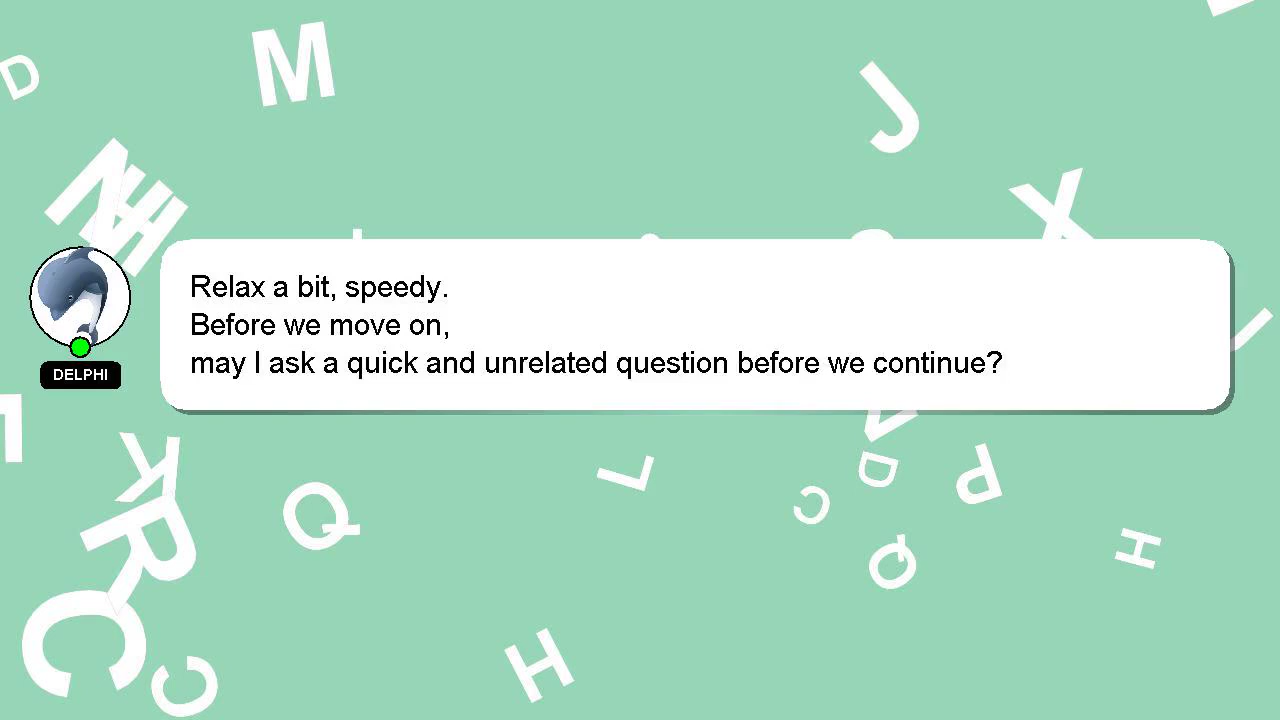 D
M
J
N
H
X
Relax a bit, speedy.
Before we move on,
may I ask a quick and unrelated question before we continue?
DELPHI
R
Q
L
C
D
P
Q
H
C
C
H